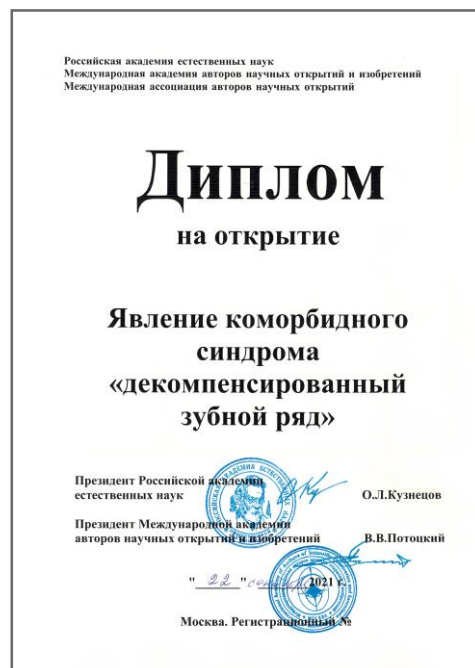 Российская академия естественных наук
Международная академия авторов научных открытий и изобретений
Международная ассоциация авторов научных открытий
Диплом
на открытие
Явление коморбидного
синдрома
«декомпенсированный
зубной ряд»
Президент Российской академии
естественных наук О.Л.Кузнецов
Президент Международной академии
авторов научных открытий и изобретений В.В.Потоцкий
" 22 " 2021 г.
Москва. Регистрационный №